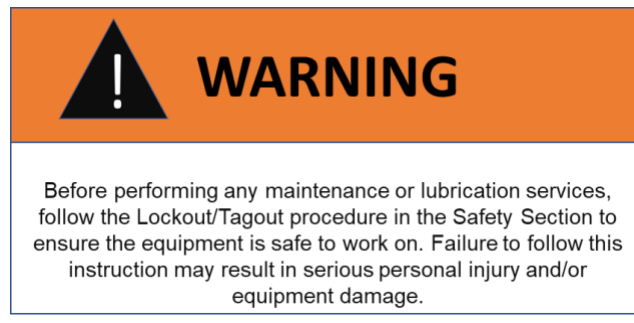 !
WARNING
Before performing any maintenance or lubrication services,
follow the Lockout/Tagout procedure in the Safety Section to
ensure the equipment is safe to work on. Failure to follow this
instruction may result in serious personal injury and/or
equipment damage.